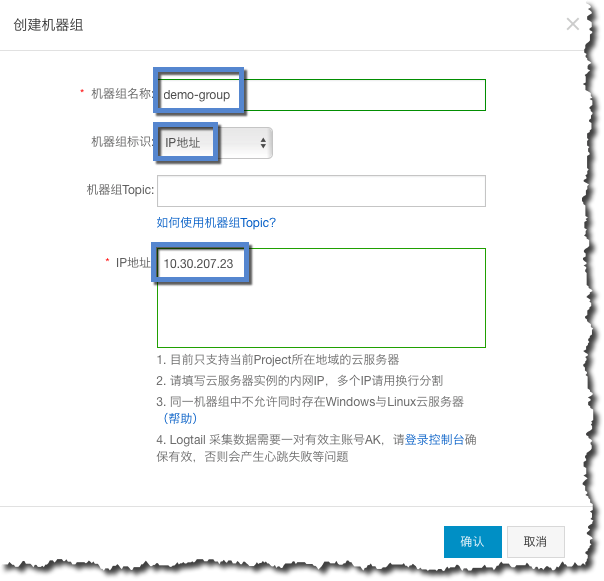 创建机器组
* 机器组名称: demo-group
机器组标识: IP地址
机器组Topic:
如何使用机器组Topic?
* IP地址 10.30.207.23
1. 目前只支持当前Project所在地域的云服务器
2. 请填写云服务器实例的内网IP，多个IP请用换行分割
3. 同一机器组中不允许同时存在Windows与Linux云服务器
（帮助）
4. Logtail 采集数据需要一对有效主账号AK，请登录控制台确
保有效，否则会产生心跳失败等问题
确认 取消